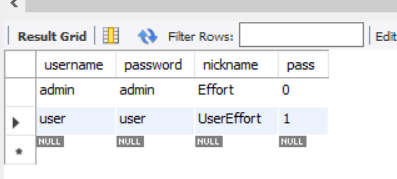 Result Grid Filter Rows: Edit
username password nickname pass
admin admin Effort 0
user user UserEffort 1
NULL NULL NULL NULL